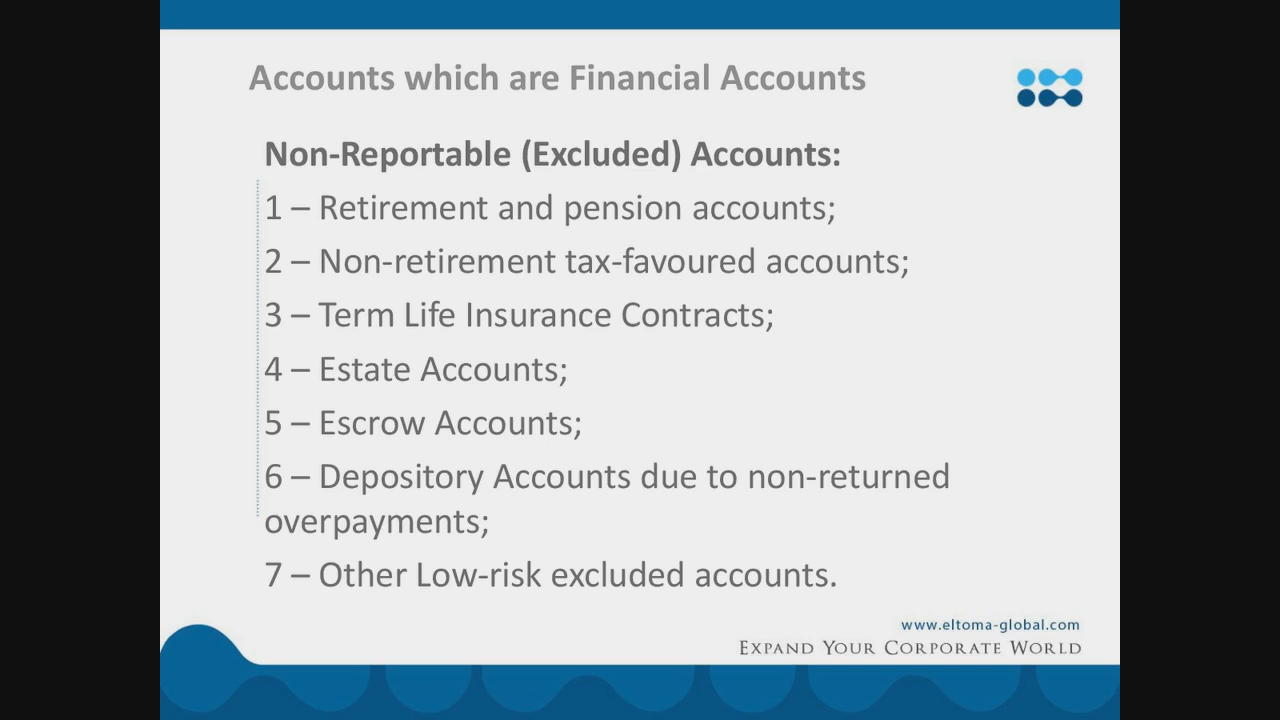 Accounts which are Financial Accounts
Non-Reportable (Excluded) Accounts:
1 – Retirement and pension accounts;
2 – Non-retirement tax-favoured accounts;
3 – Term Life Insurance Contracts;
4 – Estate Accounts;
5 – Escrow Accounts;
6 – Depository Accounts due to non-returned
overpayments;
7 – Other Low-risk excluded accounts.
www.eltoma-global.com
Expand Your Corporate World